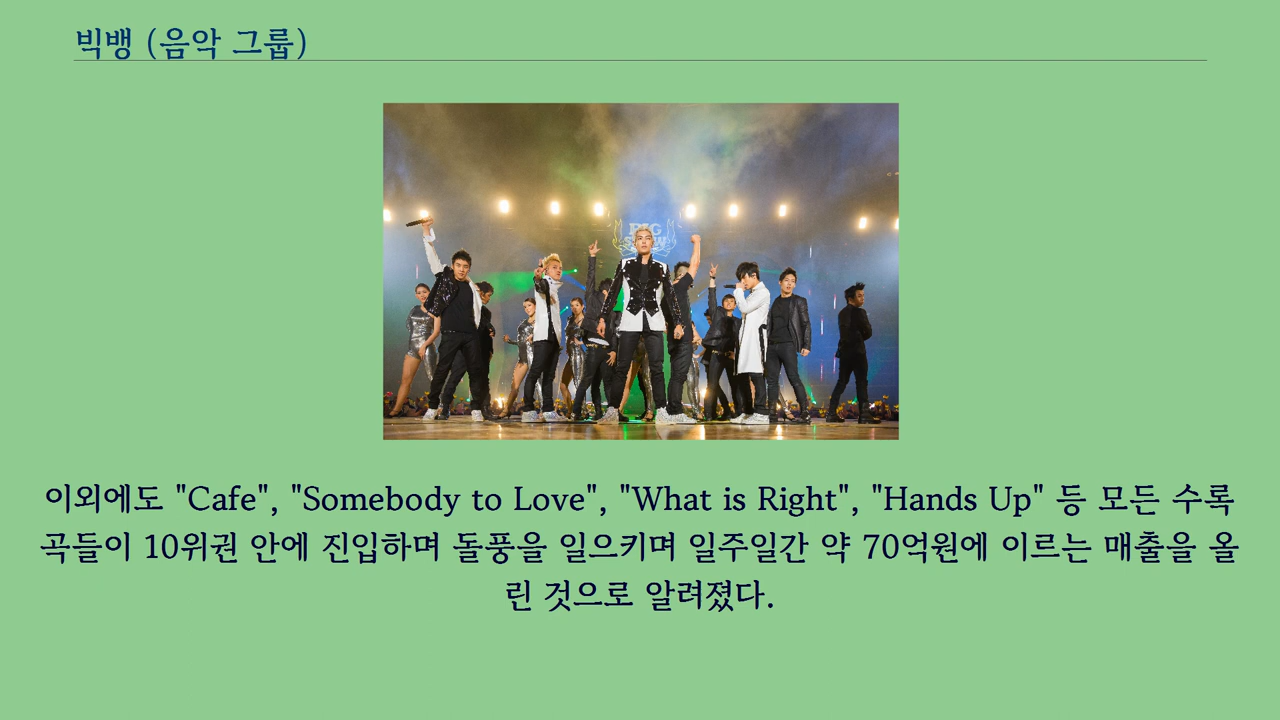 빅뱅 (음악 그룹)
BIG
SHOW
이외에도 "Cafe", "Somebody to Love", "What is Right", "Hands Up" 등 모든 수록
곡들이 10위권 안에 진입하며 돌풍을 일으키며 일주일간 약 70억원에 이르는 매출을 올
린 것으로 알려졌다.